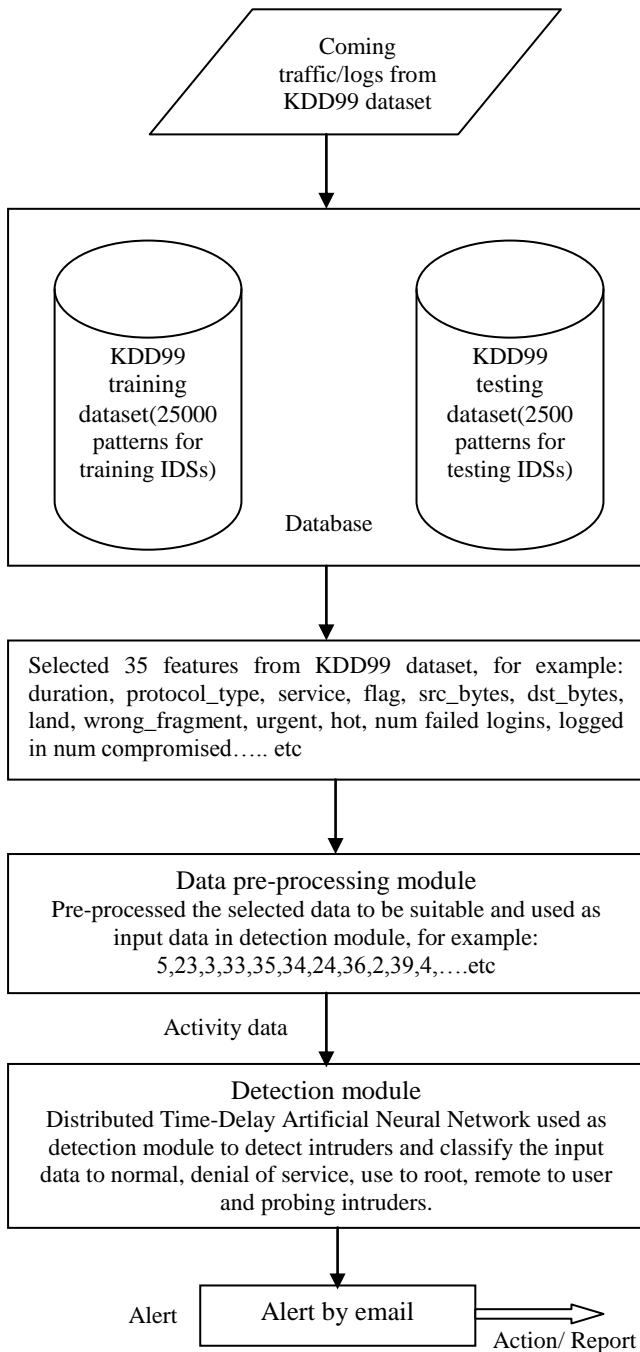 Coming
traffic/logs from
KDD99 dataset
KDD99
training
dataset(25000
patterns for
training IDSs)
KDD99
testing
dataset(2500
patterns for
testing IDSs)
Database
Selected 35 features from KDD99 dataset, for example:
duration, protocol_type, service, flag, src_bytes, dst_bytes,
land, wrong_fragment, urgent, hot, num failed logins, logged
in num compromised….. etc
Data pre-processing module
Pre-processed the selected data to be suitable and used as
input data in detection module, for example:
5,23,3,33,35,34,24,36,2,39,4,….etc
Activity data
Detection module
Distributed Time-Delay Artificial Neural Network used as
detection module to detect intruders and classify the input
data to normal, denial of service, use to root, remote to user
and probing intruders.
Alert
Alert by email
Action/ Report